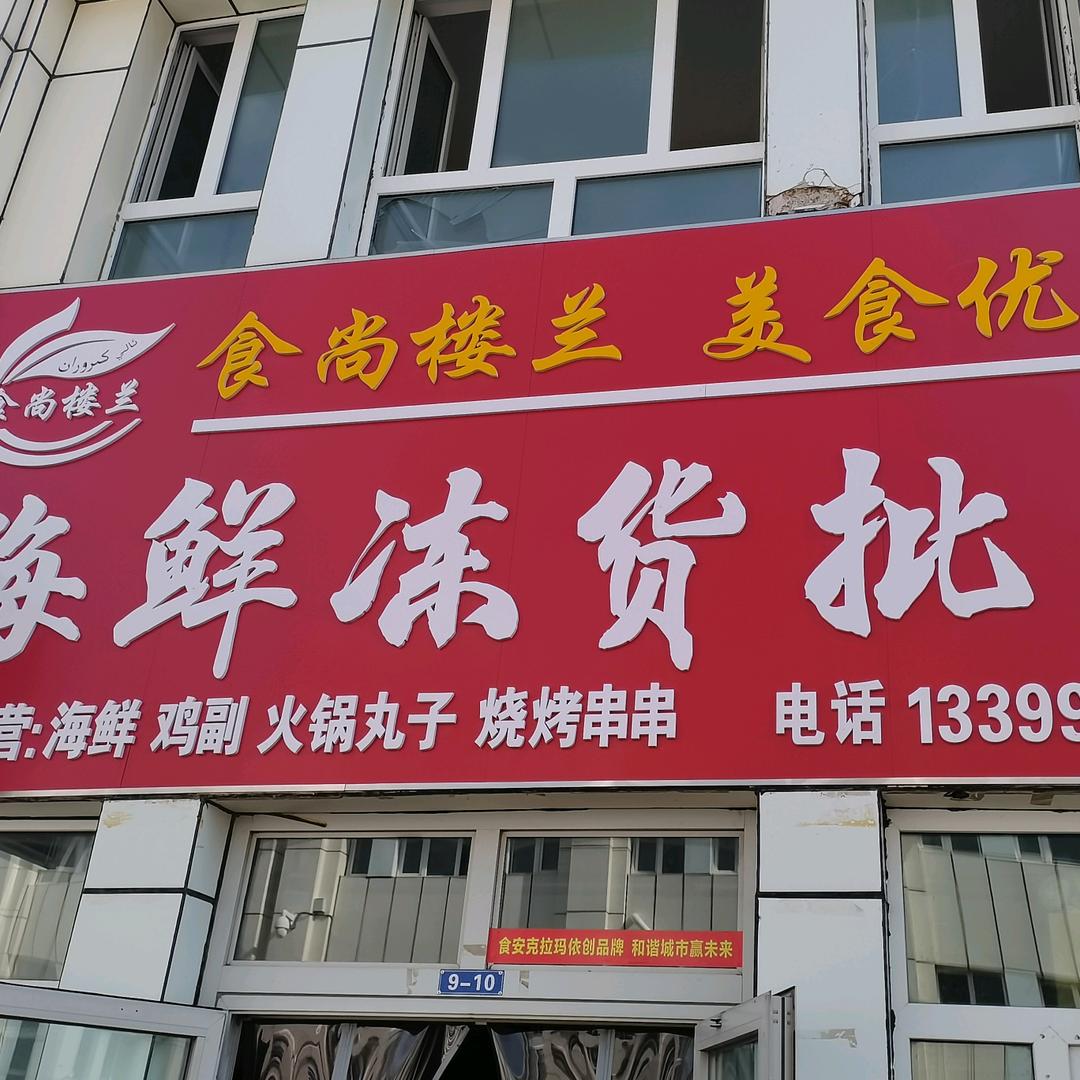 食尚楼兰 美食优
ئالىي كىروران
食尚楼兰
海鲜冻货批
营:海鲜 鸡副 火锅丸子 烧烤串串 电话 13399
食安克拉玛依创品牌 和谐城市赢未来
9-10